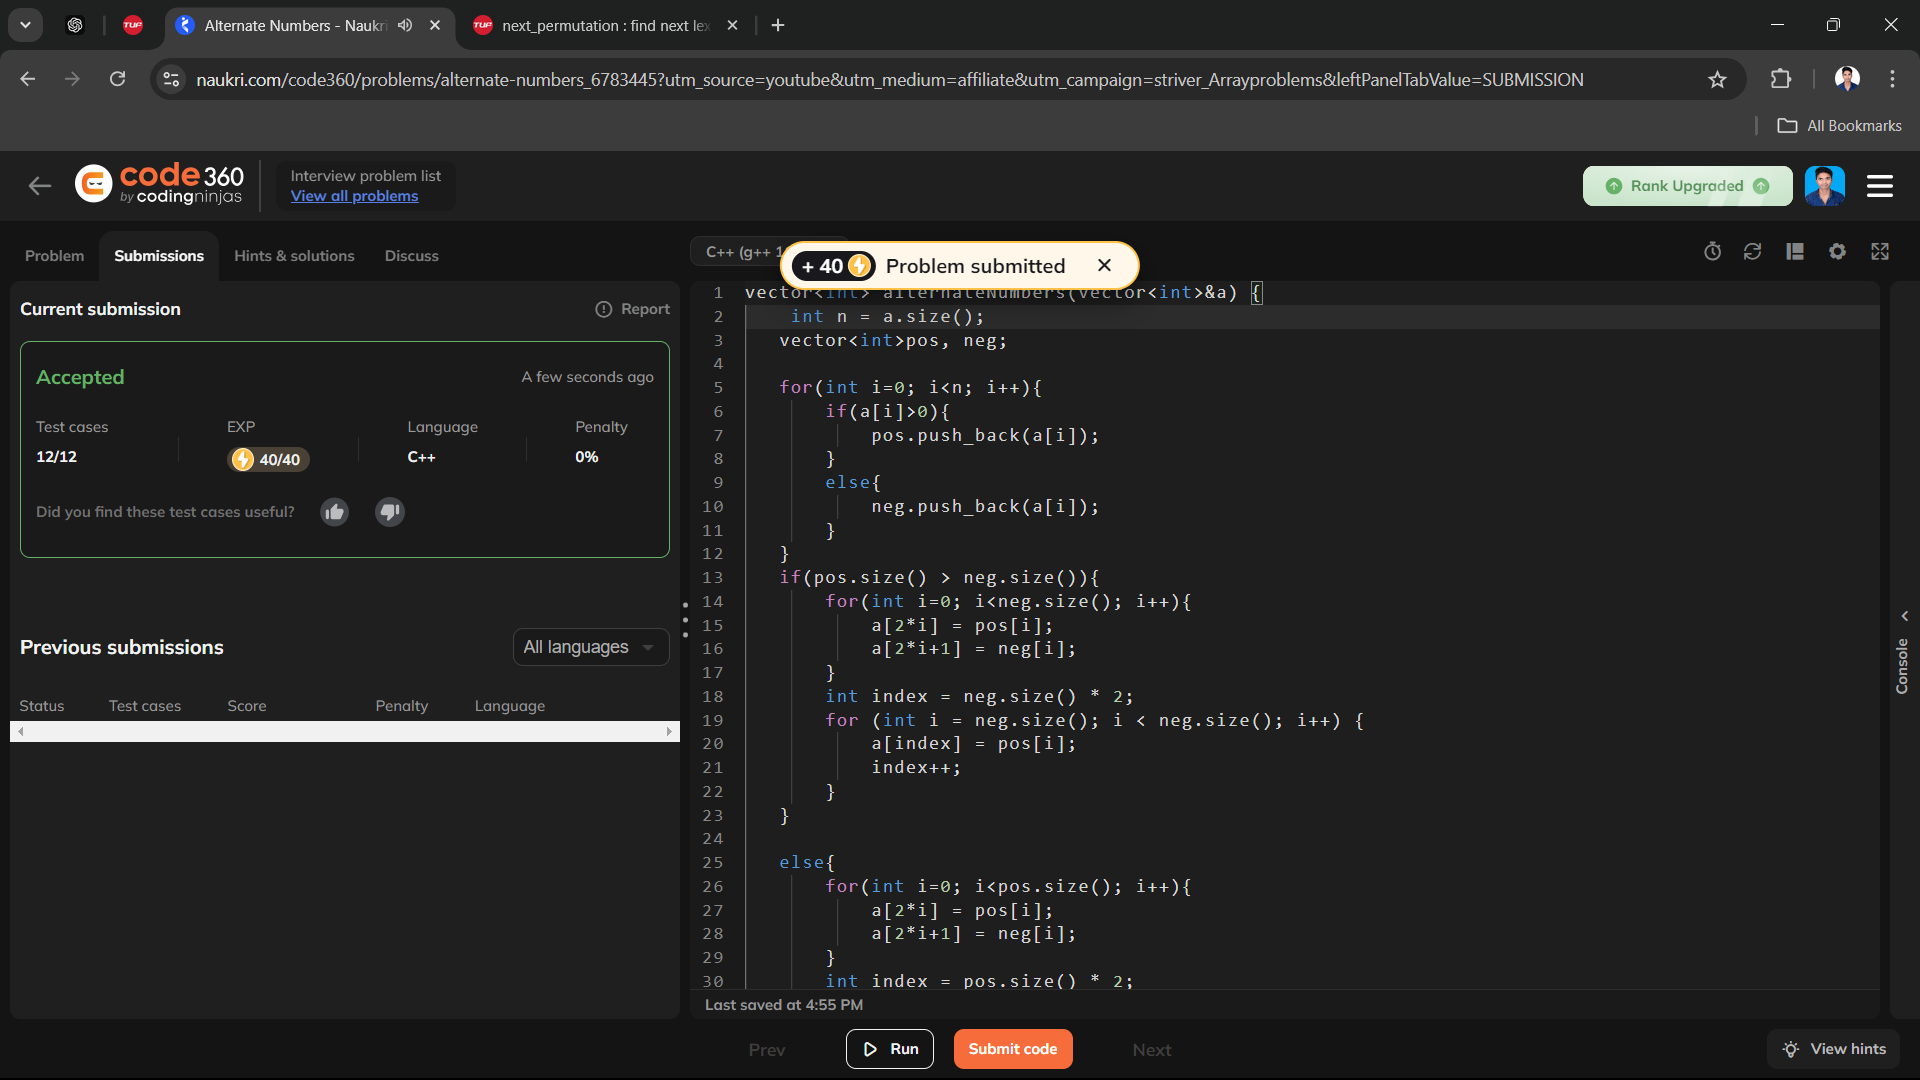 Alternate Numbers - Naukri
next_permutation : find next lex
naukri.com/code360/problems/alternate-numbers_6783445?utm_source=youtube&utm_medium=affiliate&utm_campaign=striver_Arrayproblems&leftPanelTabValue=SUBMISSION
All Bookmarks
code 360
by codingninjas
Interview problem list
View all problems
Rank Upgraded
Problem
Submissions
Hints & solutions
Discuss
C++ (g++ 1
+ 40
Problem submitted
Current submission
Report
Accepted
A few seconds ago
Test cases
EXP
Language
Penalty
12/12
40/40
C++
0%
Did you find these test cases useful?
Previous submissions
All languages
Status
Test cases
Score
Penalty
Language
1 vector<int> alternateNumbers(vector<int>&a) {
2 int n = a.size();
3 vector<int>pos, neg;
4
5 for(int i=0; i<n; i++){
6 if(a[i]>0){
7 pos.push_back(a[i]);
8 }
9 else{
10 neg.push_back(a[i]);
11 }
12 }
13 if(pos.size() > neg.size()){
14 for(int i=0; i<neg.size(); i++){
15 a[2*i] = pos[i];
16 a[2*i+1] = neg[i];
17 }
18 int index = neg.size() * 2;
19 for (int i = neg.size(); i < neg.size(); i++) {
20 a[index] = pos[i];
21 index++;
22 }
23 }
24
25 else{
26 for(int i=0; i<pos.size(); i++){
27 a[2*i] = pos[i];
28 a[2*i+1] = neg[i];
29 }
30 int index = pos.size() * 2;
Last saved at 4:55 PM
Console
Prev
Run
Submit code
Next
View hints